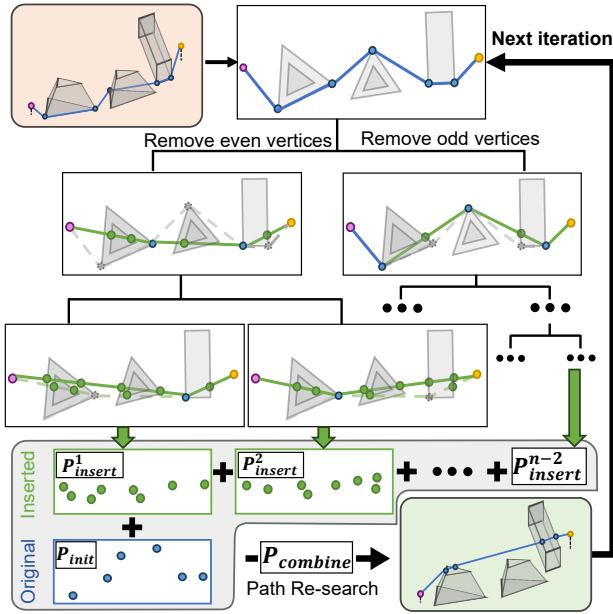 Next iteration
Remove even vertices
Remove odd vertices
Inserted
P^1_insert
+
P^2_insert
+
+
P^{n-2}_insert
+
Original
P_init
P_combine
Path Re-search